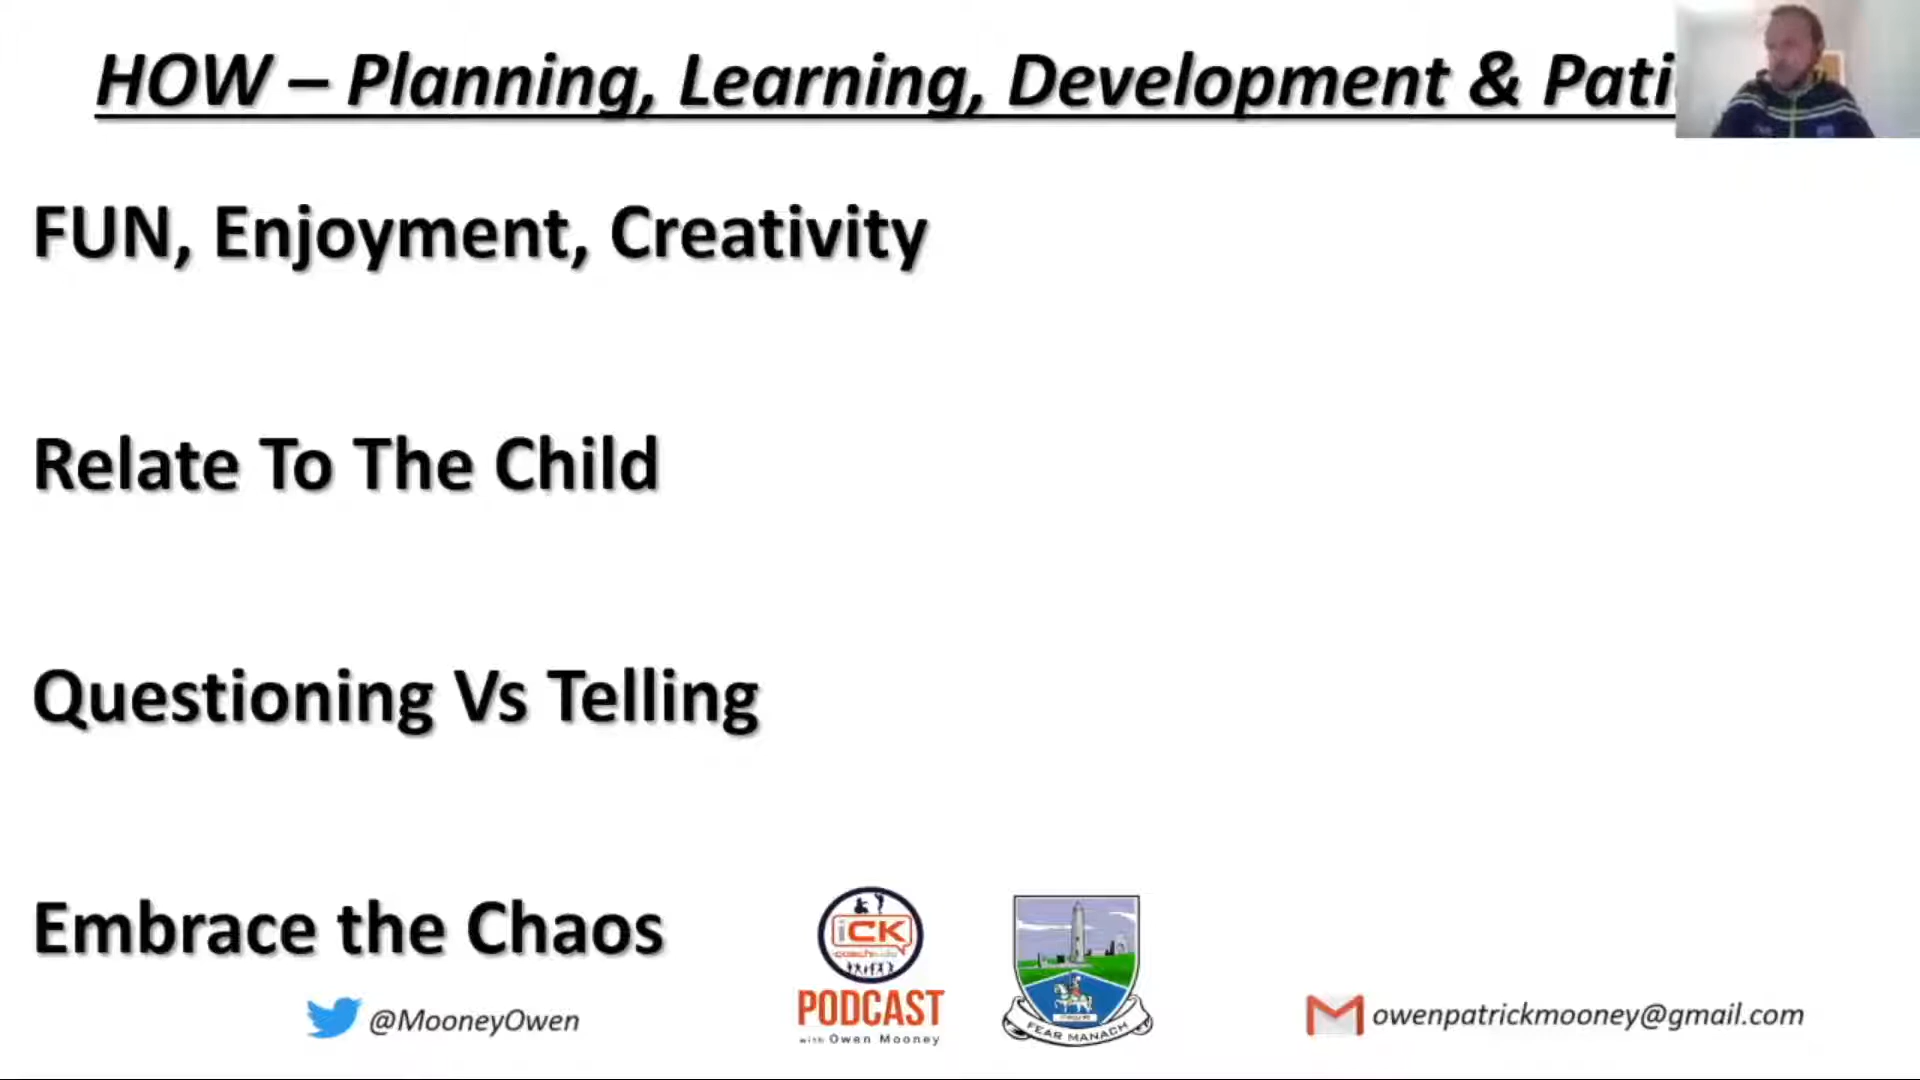 HOW – Planning, Learning, Development & Pati
FUN, Enjoyment, Creativity
Relate To The Child
Questioning Vs Telling
Embrace the Chaos
iCK
PODCAST
with Owen Mooney
FEAR MANACH
@MooneyOwen
owenpatrickmooney@gmail.com